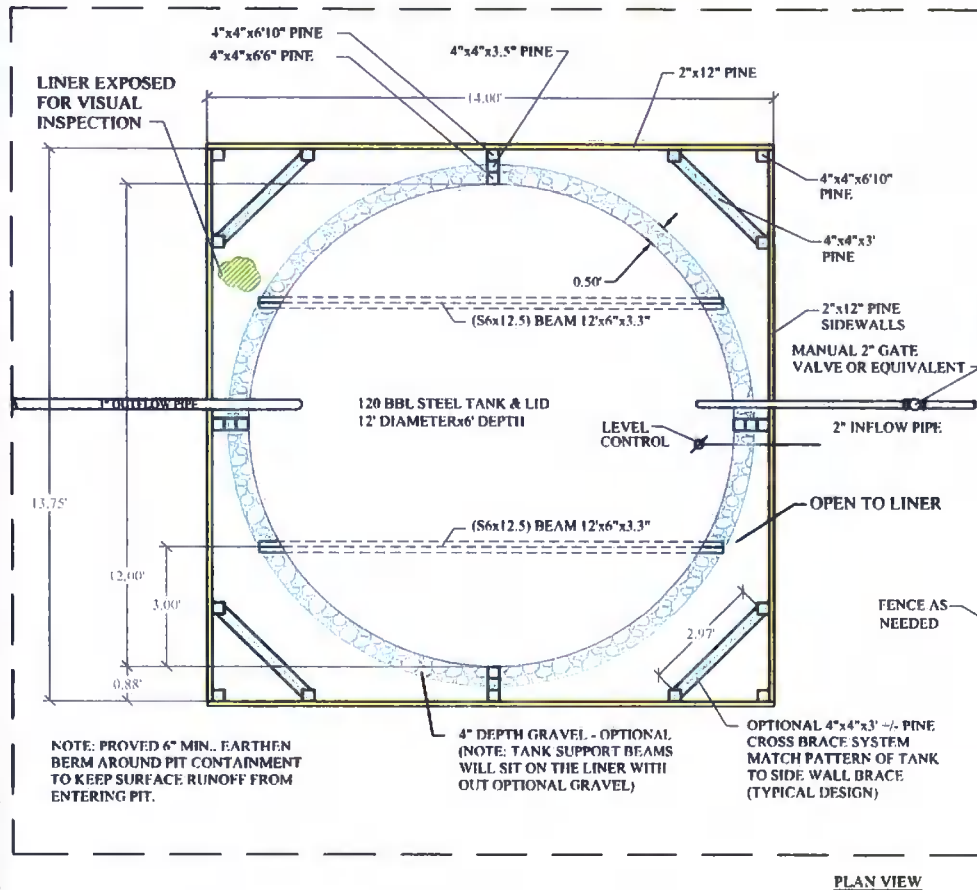 4"x4"x6'10" PINE
4"x4"x6'6" PINE
4"x4"x3.5" PINE
2"x12" PINE
LINER EXPOSED
FOR VISUAL
INSPECTION
14.00'
4"x4"x6'10"
PINE
4"x4"x3'
PINE
0.50'
(S6x12.5) BEAM 12'x6"x3.3"
2"x12" PINE
SIDEWALLS
MANUAL 2" GATE
VALVE OR EQUIVALENT
OUTFLOW PIPE
120 BBL STEEL TANK & LID
12' DIAMETERx6' DEPTH
LEVEL
CONTROL
2" INFLOW PIPE
13.75'
(S6x12.5) BEAM 12'x6"x3.3"
OPEN TO LINER
12.00'
3.00'
2.97'
FENCE AS
NEEDED
0.88'
NOTE: PROVED 6" MIN.. EARTHEN
BERM AROUND PIT CONTAINMENT
TO KEEP SURFACE RUNOFF FROM
ENTERING PIT.
4" DEPTH GRAVEL - OPTIONAL
(NOTE: TANK SUPPORT BEAMS
WILL SIT ON THE LINER WITH
OUT OPTIONAL GRAVEL)
OPTIONAL 4"x4"x3' +/- PINE
CROSS BRACE SYSTEM
MATCH PATTERN OF TANK
TO SIDE WALL BRACE
(TYPICAL DESIGN)
PLAN VIEW